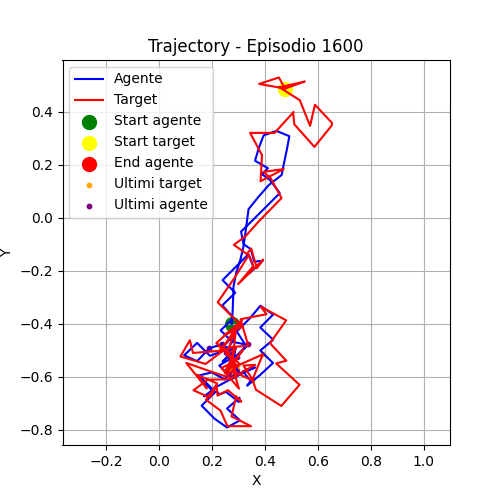 Trajectory - Episodio 1600
Agente
Target
Start agente
Start target
End agente
Ultimi target
Ultimi agente
Y
0.4
0.2
0.0
−0.2
−0.4
−0.6
−0.8
−0.2
0.0
0.2
0.4
0.6
0.8
1.0
X